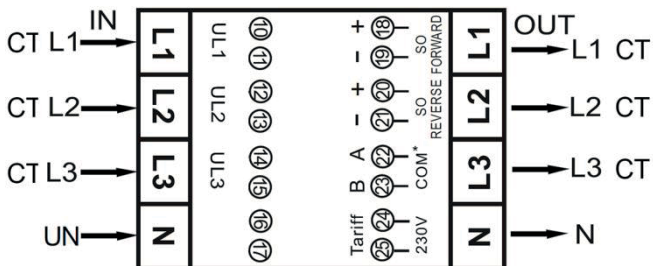 IN
OUT
CT L1
L1
UL1
⑩
⑪
+ ⑱
− ⑲
SO
FORWARD
L1
L1 CT
CT L2
L2
UL2
⑫
⑬
+ ⑳
− ㉑
SO
REVERSE
L2
L2 CT
CT L3
L3
UL3
⑭
⑮
A ㉒
B ㉓
COM*
L3
L3 CT
UN
N
⑯
⑰
Tariff
㉔
㉕
230V
N
N